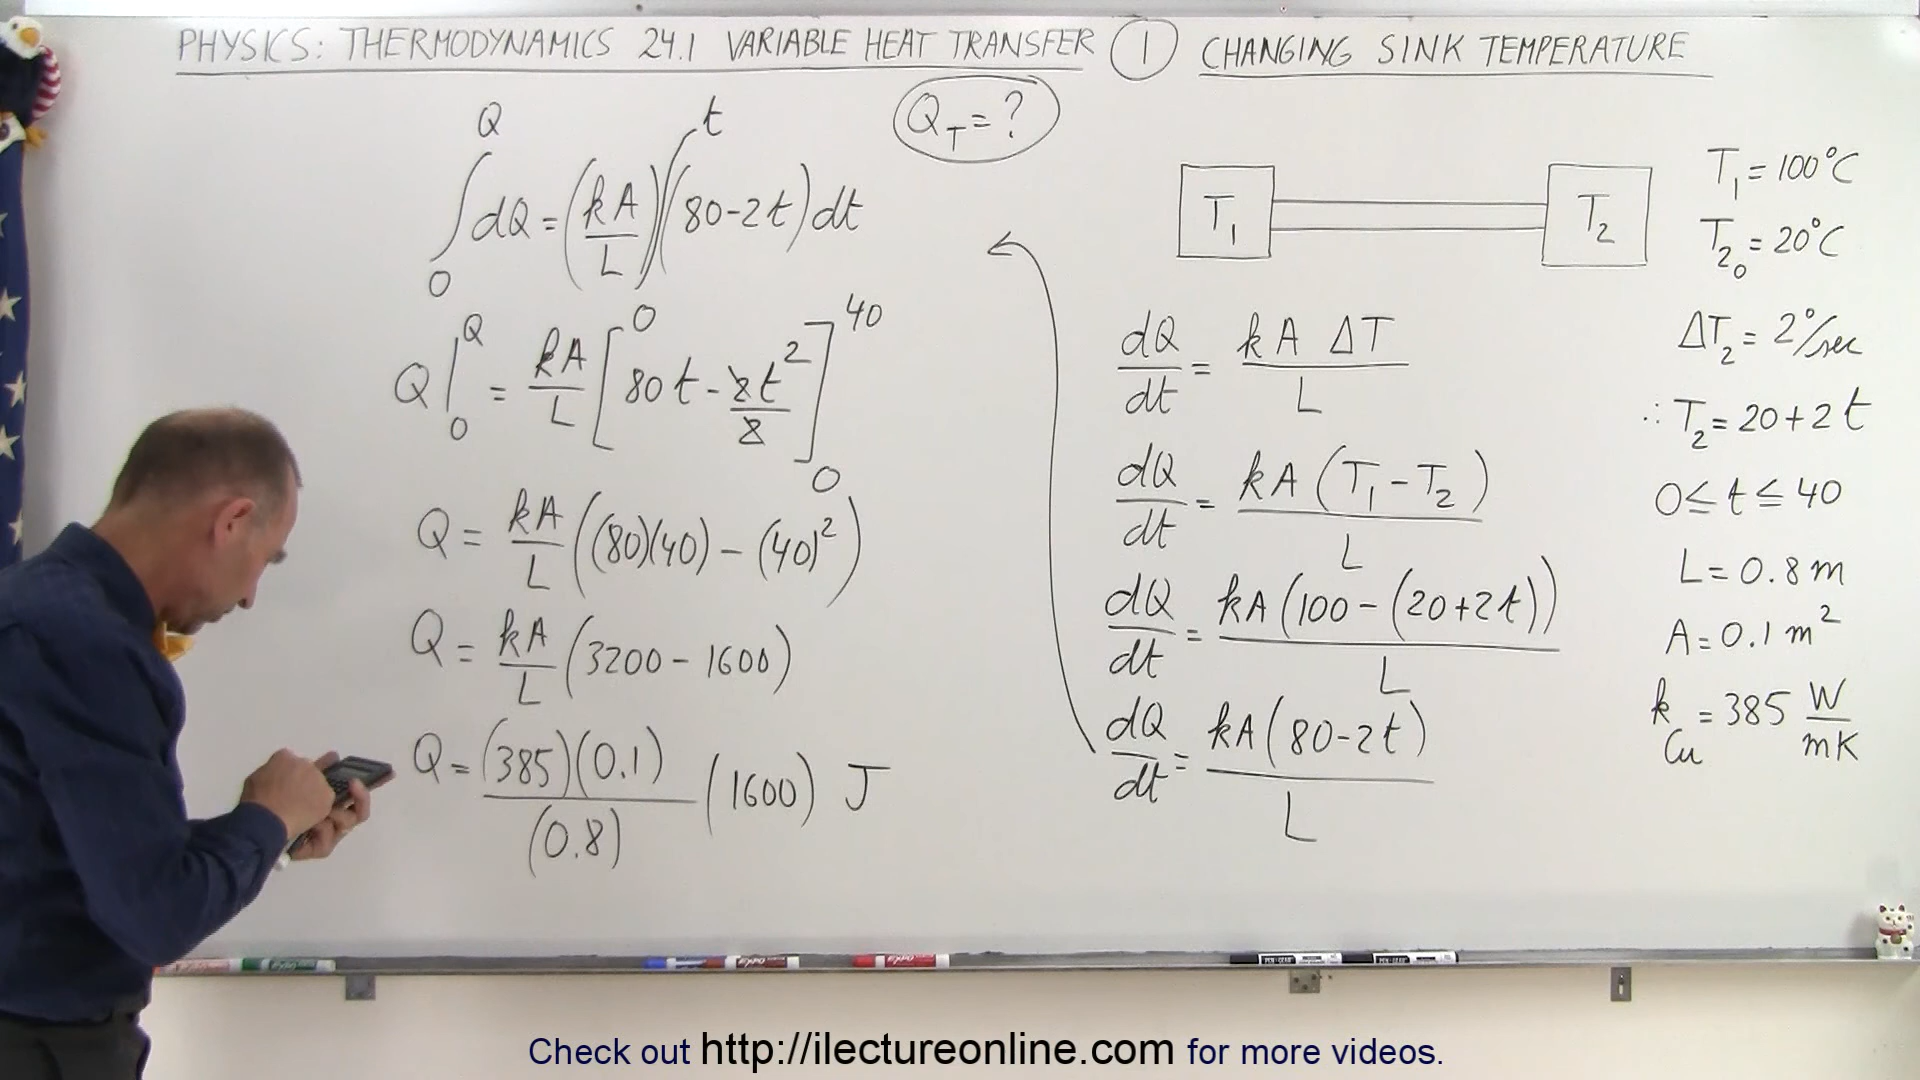 PHYSICS: THERMODYNAMICS 24.1 VARIABLE HEAT TRANSFER ① CHANGING SINK TEMPERATURE
Q_T = ?
∫₀^Q dQ = (kA/L) ∫₀^t (80-2t) dt
Q|₀^Q = kA/L [80t - 2t²/2]₀^40
Q = kA/L ((80)(40) - (40)²)
Q = kA/L (3200 - 1600)
Q = (385)(0.1)/(0.8) (1600) J
T₁ T₂
dQ/dt = kA ΔT/L
dQ/dt = kA(T₁-T₂)/L
dQ/dt = kA(100-(20+2t))/L
dQ/dt = kA(80-2t)/L
T₁ = 100°C
T₂₀ = 20°C
ΔT₂ = 2°/sec
∴ T₂ = 20+2t
0 ≤ t ≤ 40
L = 0.8 m
A = 0.1 m²
k_Cu = 385 W/mK
Check out http://ilectureonline.com for more videos.